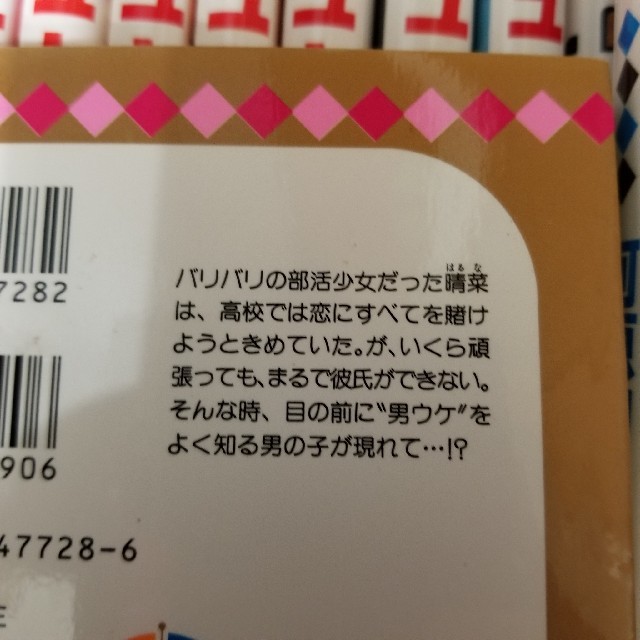 7282
バリバリの部活少女だった晴菜
は、高校では恋にすべてを賭け
ようときめていた。が、いくら頑
張っても、まるで彼氏ができない。
そんな時、目の前に“男ウケ”を
よく知る男の子が現れて…!?
906
47728-6